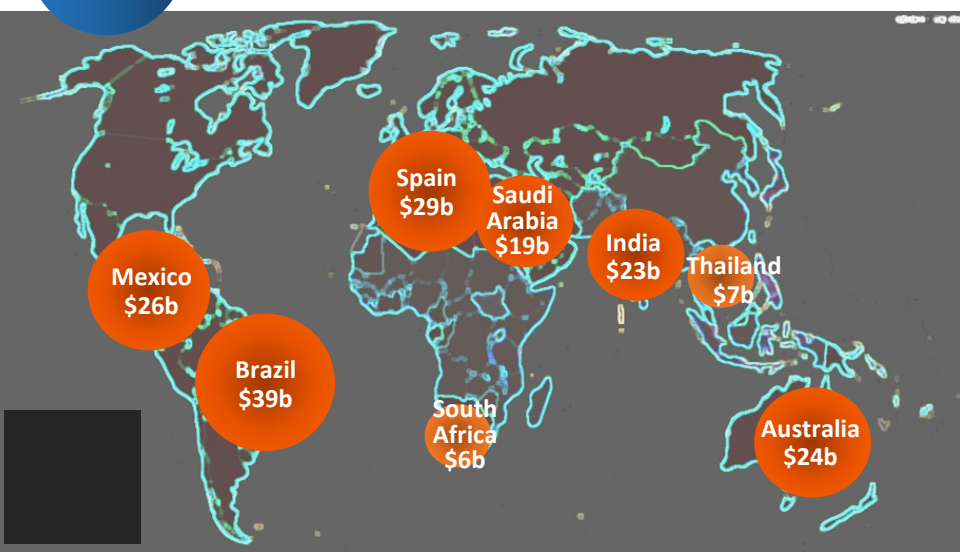 Spain
$29b
Saudi
Arabia
$19b
India
$23b
Thailand
$7b
Mexico
$26b
Brazil
$39b
South
Africa
$6b
Australia
$24b